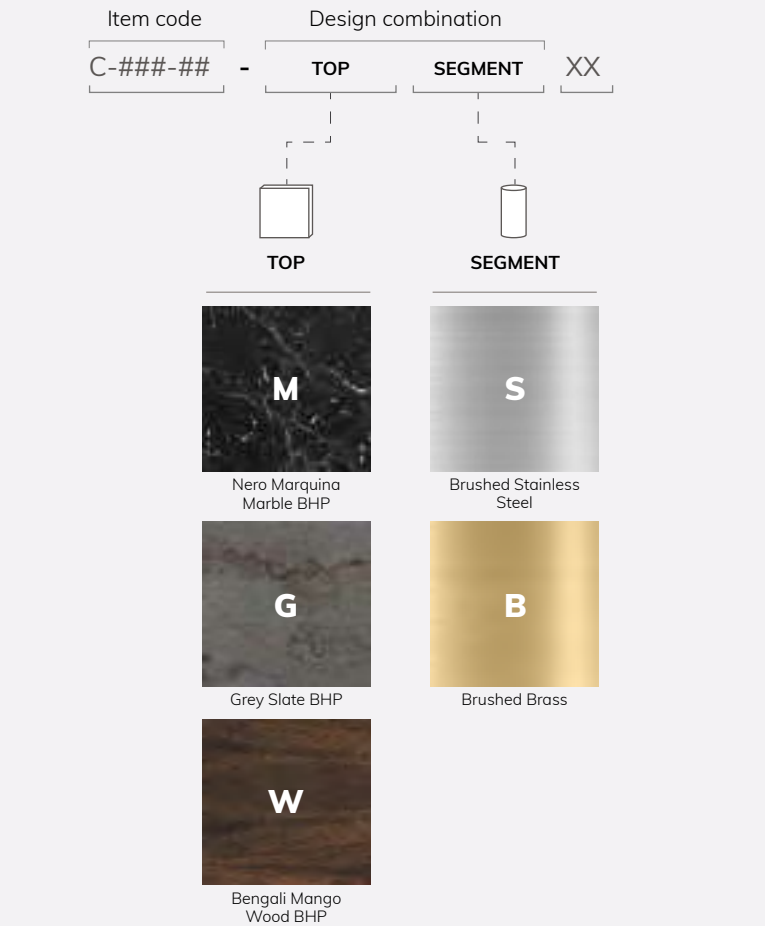 Item code
Design combination
C-###-## - TOP SEGMENT XX
TOP
SEGMENT
M
S
Nero Marquina
Marble BHP
Brushed Stainless
Steel
G
B
Grey Slate BHP
Brushed Brass
W
Bengali Mango
Wood BHP